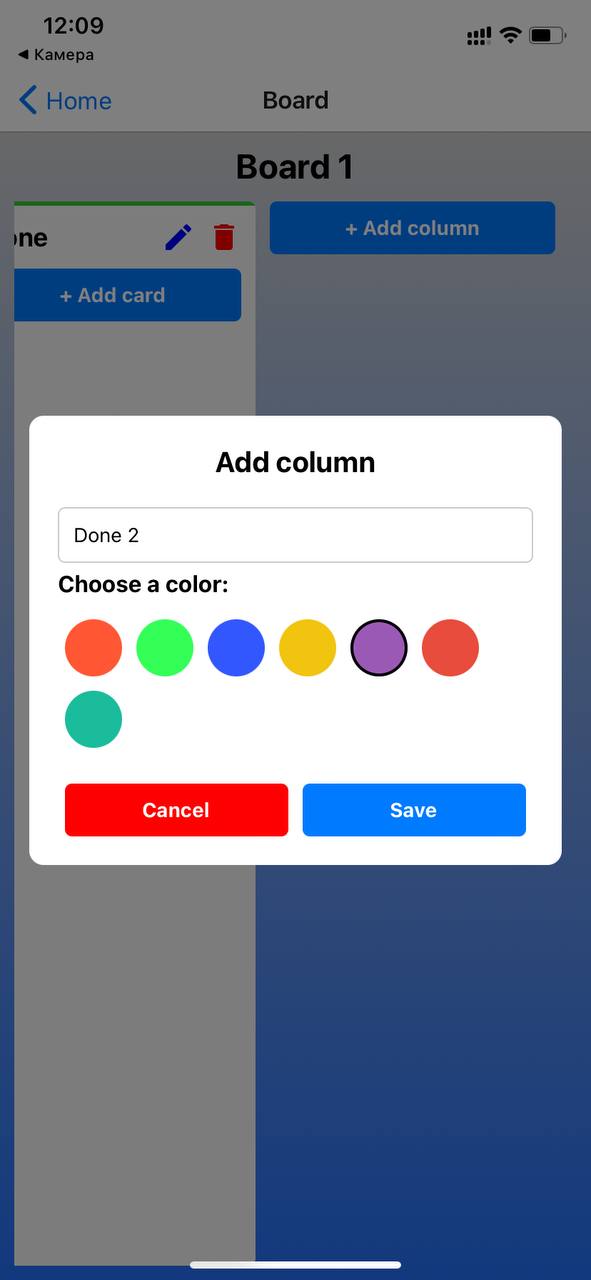 12:09
◀ Камера
Home
Board
Board 1
one
+ Add column
+ Add card
Add column
Done 2
Choose a color:
Cancel
Save